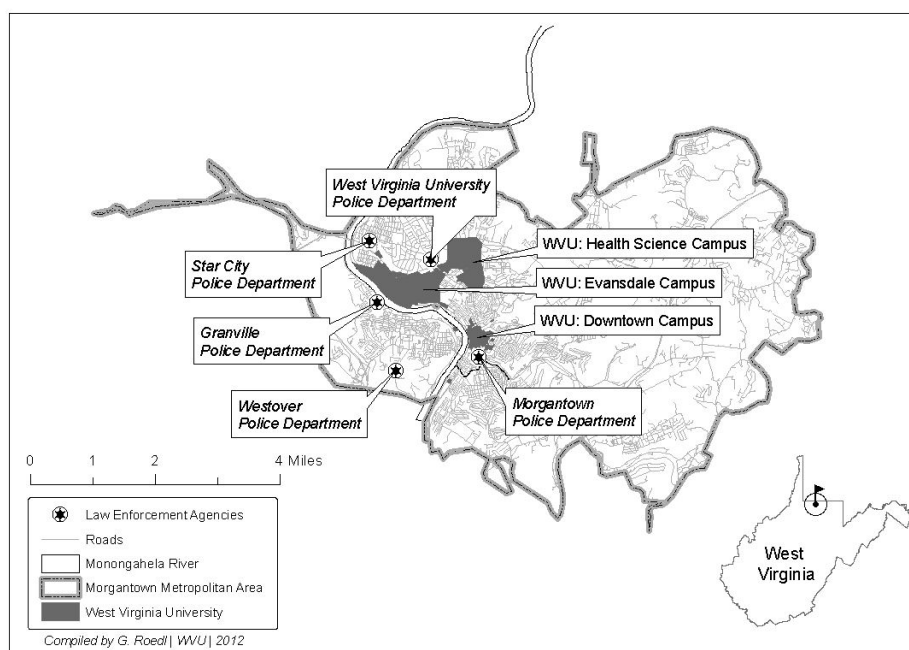 West Virginia University
Police Department
WVU: Health Science Campus
Star City
Police Department
WVU: Evansdale Campus
Granville
Police Department
WVU: Downtown Campus
Westover
Police Department
Morgantown
Police Department
0 1 2 4 Miles
Law Enforcement Agencies
Roads
Monongahela River
Morgantown Metropolitan Area
West Virginia University
Compiled by G. Roedl | WVU | 2012
West
Virginia